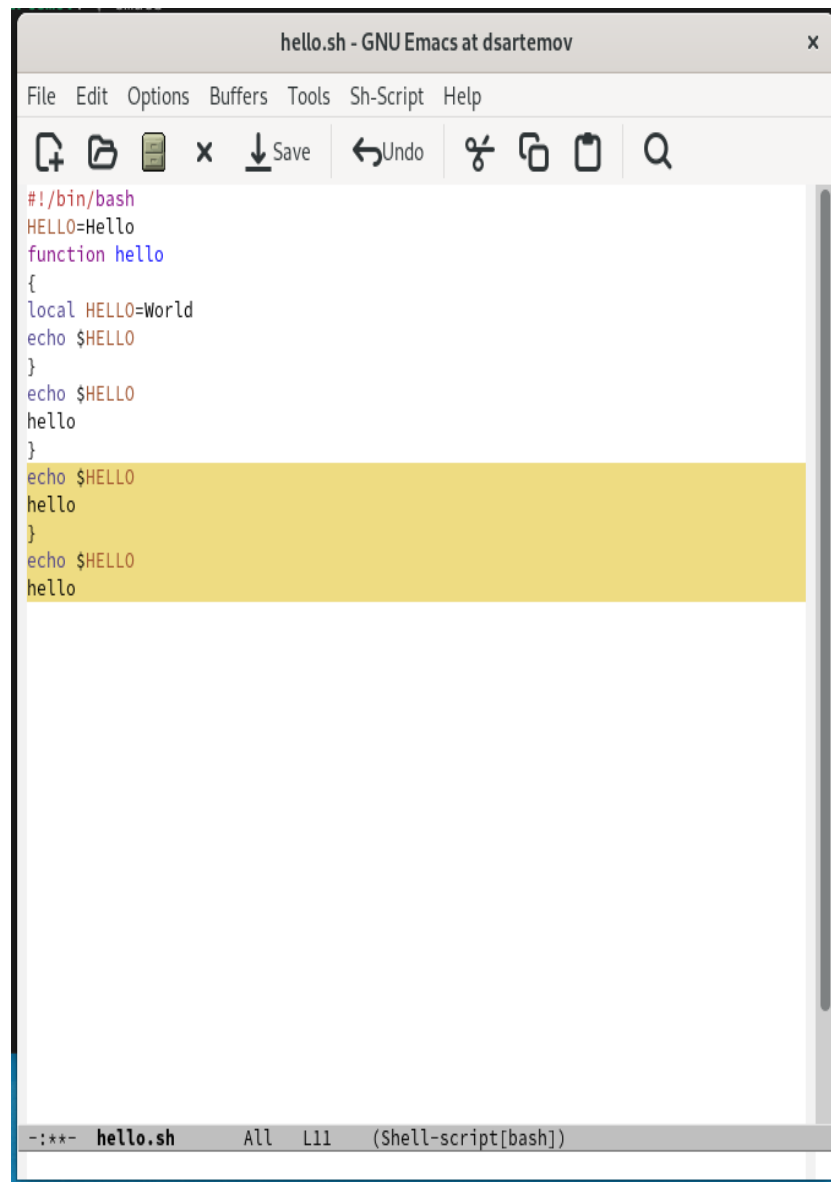 hello.sh - GNU Emacs at dsartemov x
File Edit Options Buffers Tools Sh-Script Help
Save Undo
#!/bin/bash
HELLO=Hello
function hello
{
local HELLO=World
echo $HELLO
}
echo $HELLO
hello
}
echo $HELLO
hello
}
echo $HELLO
hello
-:**- hello.sh All L11 (Shell-script[bash])